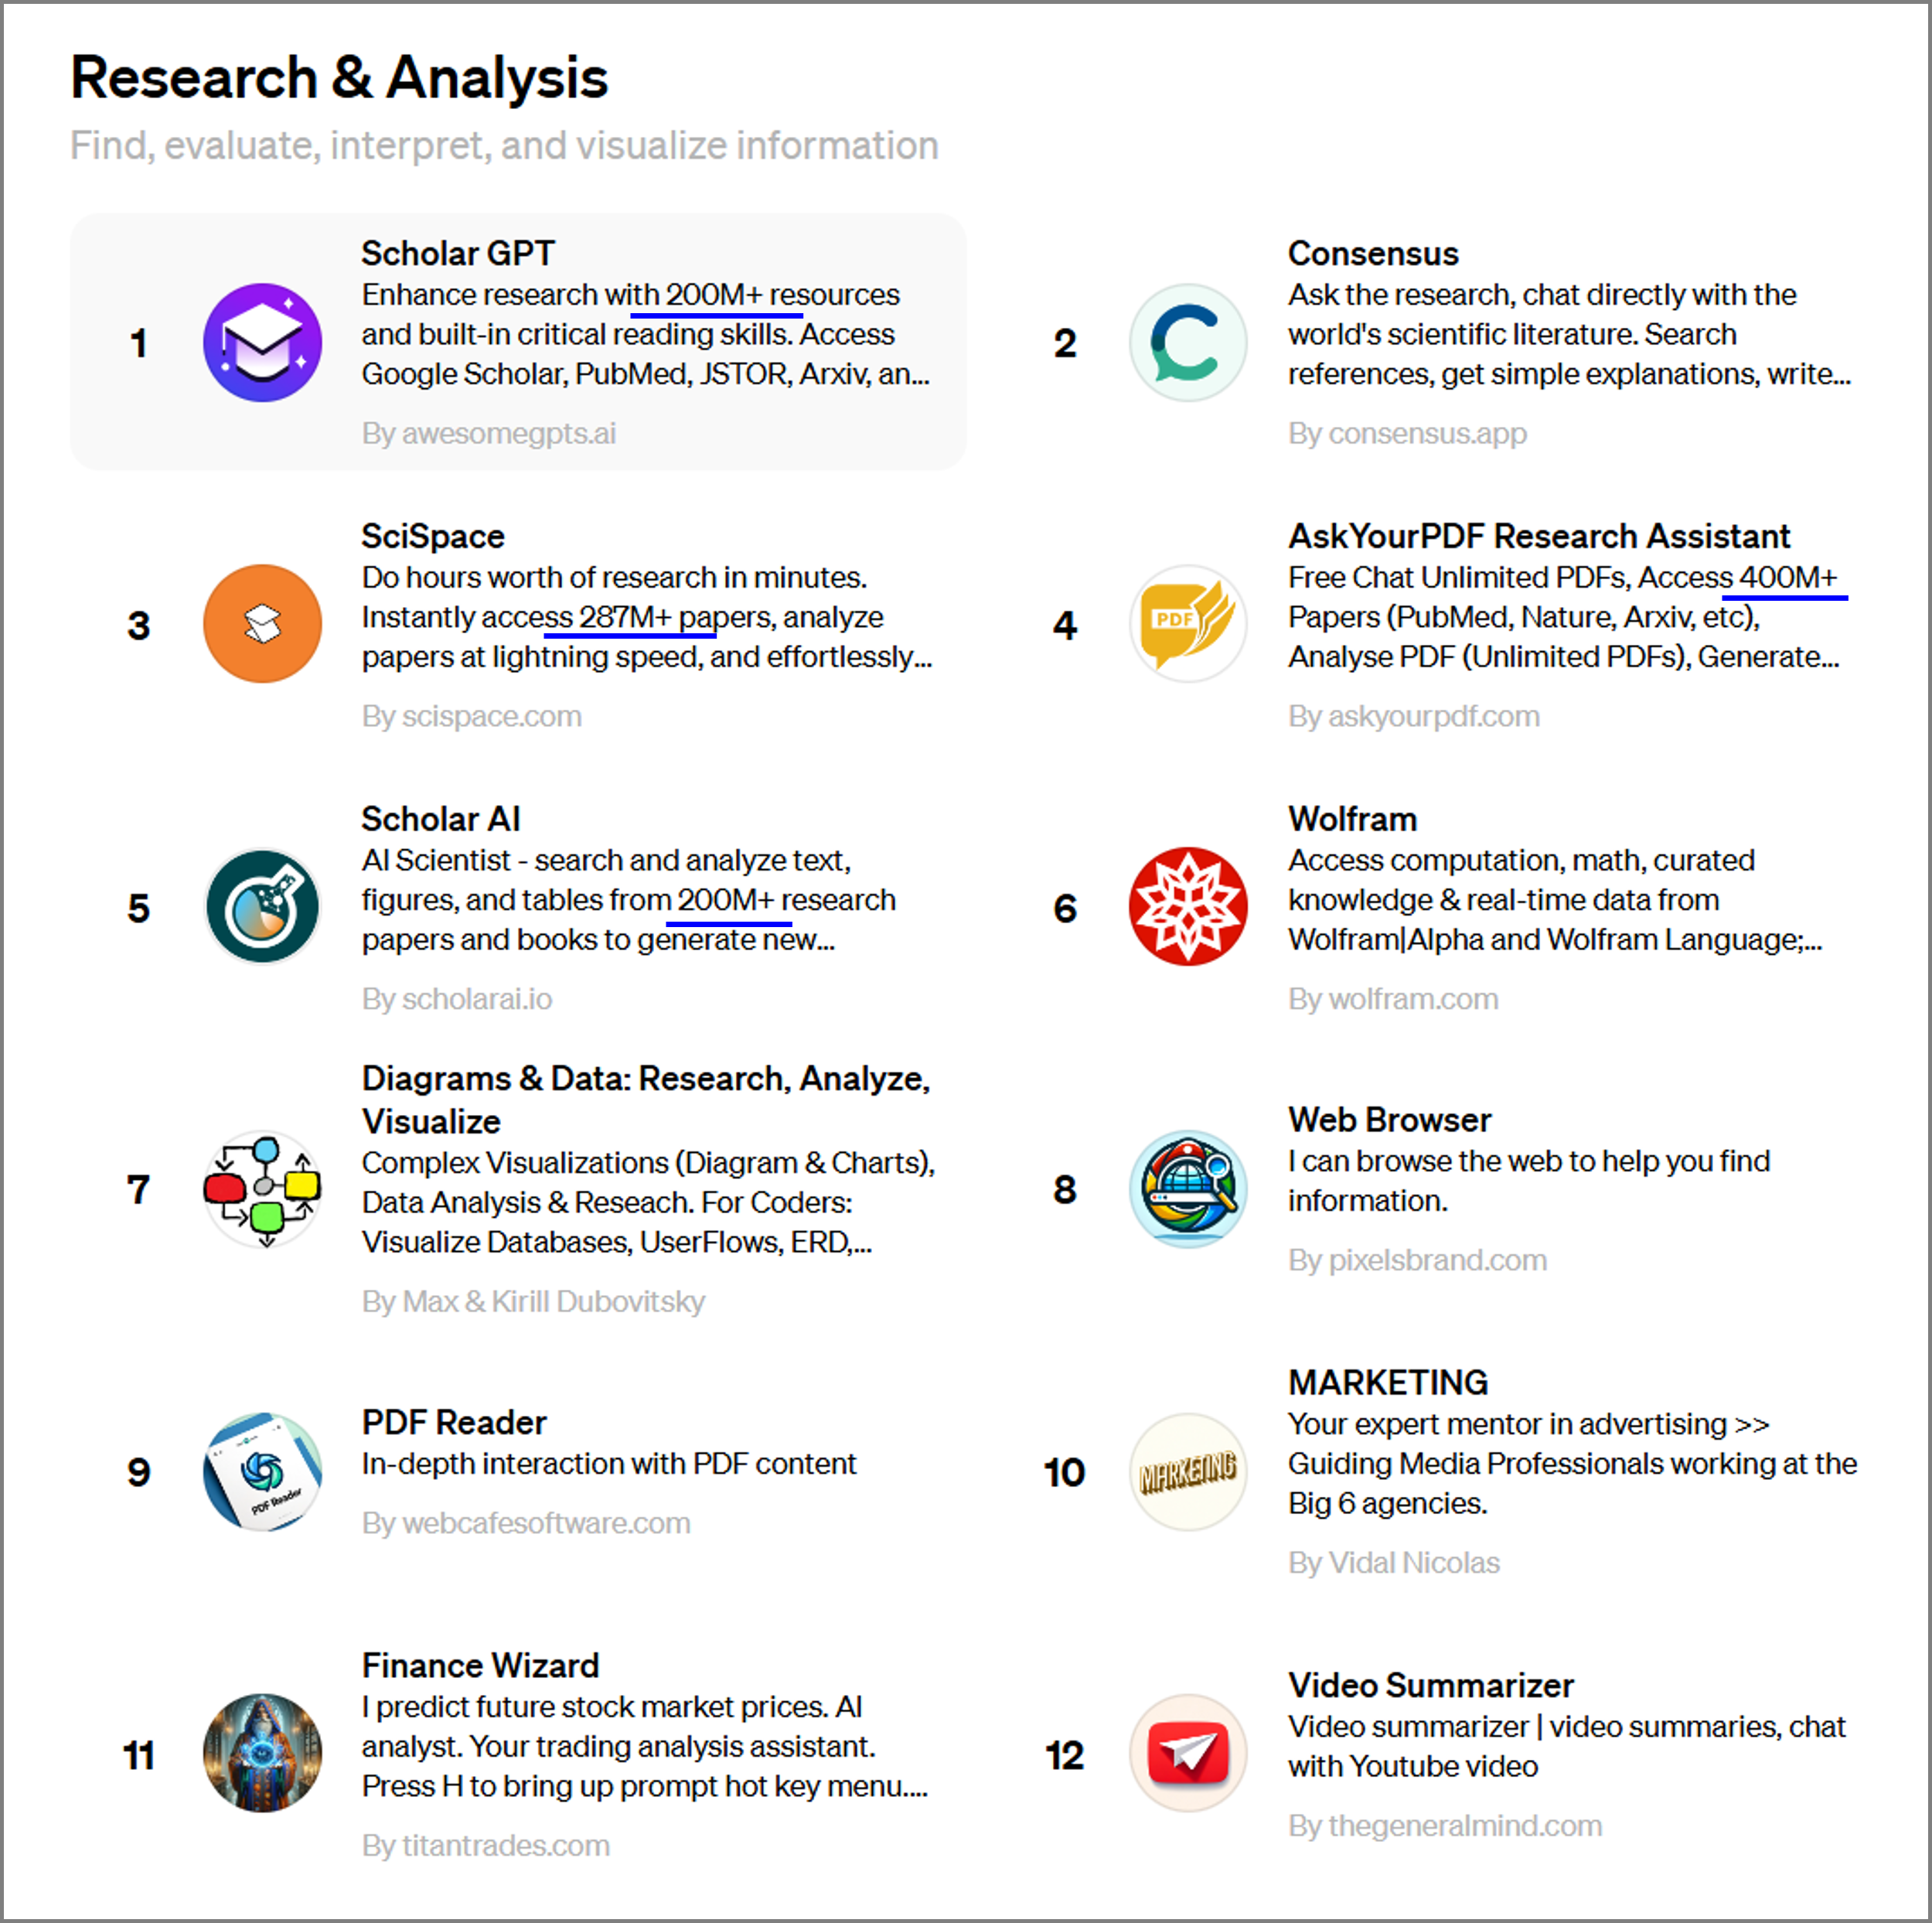 Research & Analysis
Find, evaluate, interpret, and visualize information
1
Scholar GPT
Enhance research with 200M+ resources
and built-in critical reading skills. Access
Google Scholar, PubMed, JSTOR, Arxiv, an...
By awesomegpts.ai
2
Consensus
Ask the research, chat directly with the
world's scientific literature. Search
references, get simple explanations, write...
By consensus.app
3
SciSpace
Do hours worth of research in minutes.
Instantly access 287M+ papers, analyze
papers at lightning speed, and effortlessly...
By scispace.com
4
PDF
AskYourPDF Research Assistant
Free Chat Unlimited PDFs, Access 400M+
Papers (PubMed, Nature, Arxiv, etc),
Analyse PDF (Unlimited PDFs), Generate...
By askyourpdf.com
5
Scholar AI
AI Scientist - search and analyze text,
figures, and tables from 200M+ research
papers and books to generate new...
By scholarai.io
6
Wolfram
Access computation, math, curated
knowledge & real-time data from
Wolfram|Alpha and Wolfram Language;...
By wolfram.com
7
Diagrams & Data: Research, Analyze,
Visualize
Complex Visualizations (Diagram & Charts),
Data Analysis & Reseach. For Coders:
Visualize Databases, UserFlows, ERD,...
By Max & Kirill Dubovitsky
8
Web Browser
I can browse the web to help you find
information.
By pixelsbrand.com
9
PDF Reader
PDF Reader
In-depth interaction with PDF content
By webcafesoftware.com
10
MARKETING
MARKETING
Your expert mentor in advertising >>
Guiding Media Professionals working at the
Big 6 agencies.
By Vidal Nicolas
11
Finance Wizard
I predict future stock market prices. AI
analyst. Your trading analysis assistant.
Press H to bring up prompt hot key menu....
By titantrades.com
12
Video Summarizer
Video summarizer | video summaries, chat
with Youtube video
By thegeneralmind.com